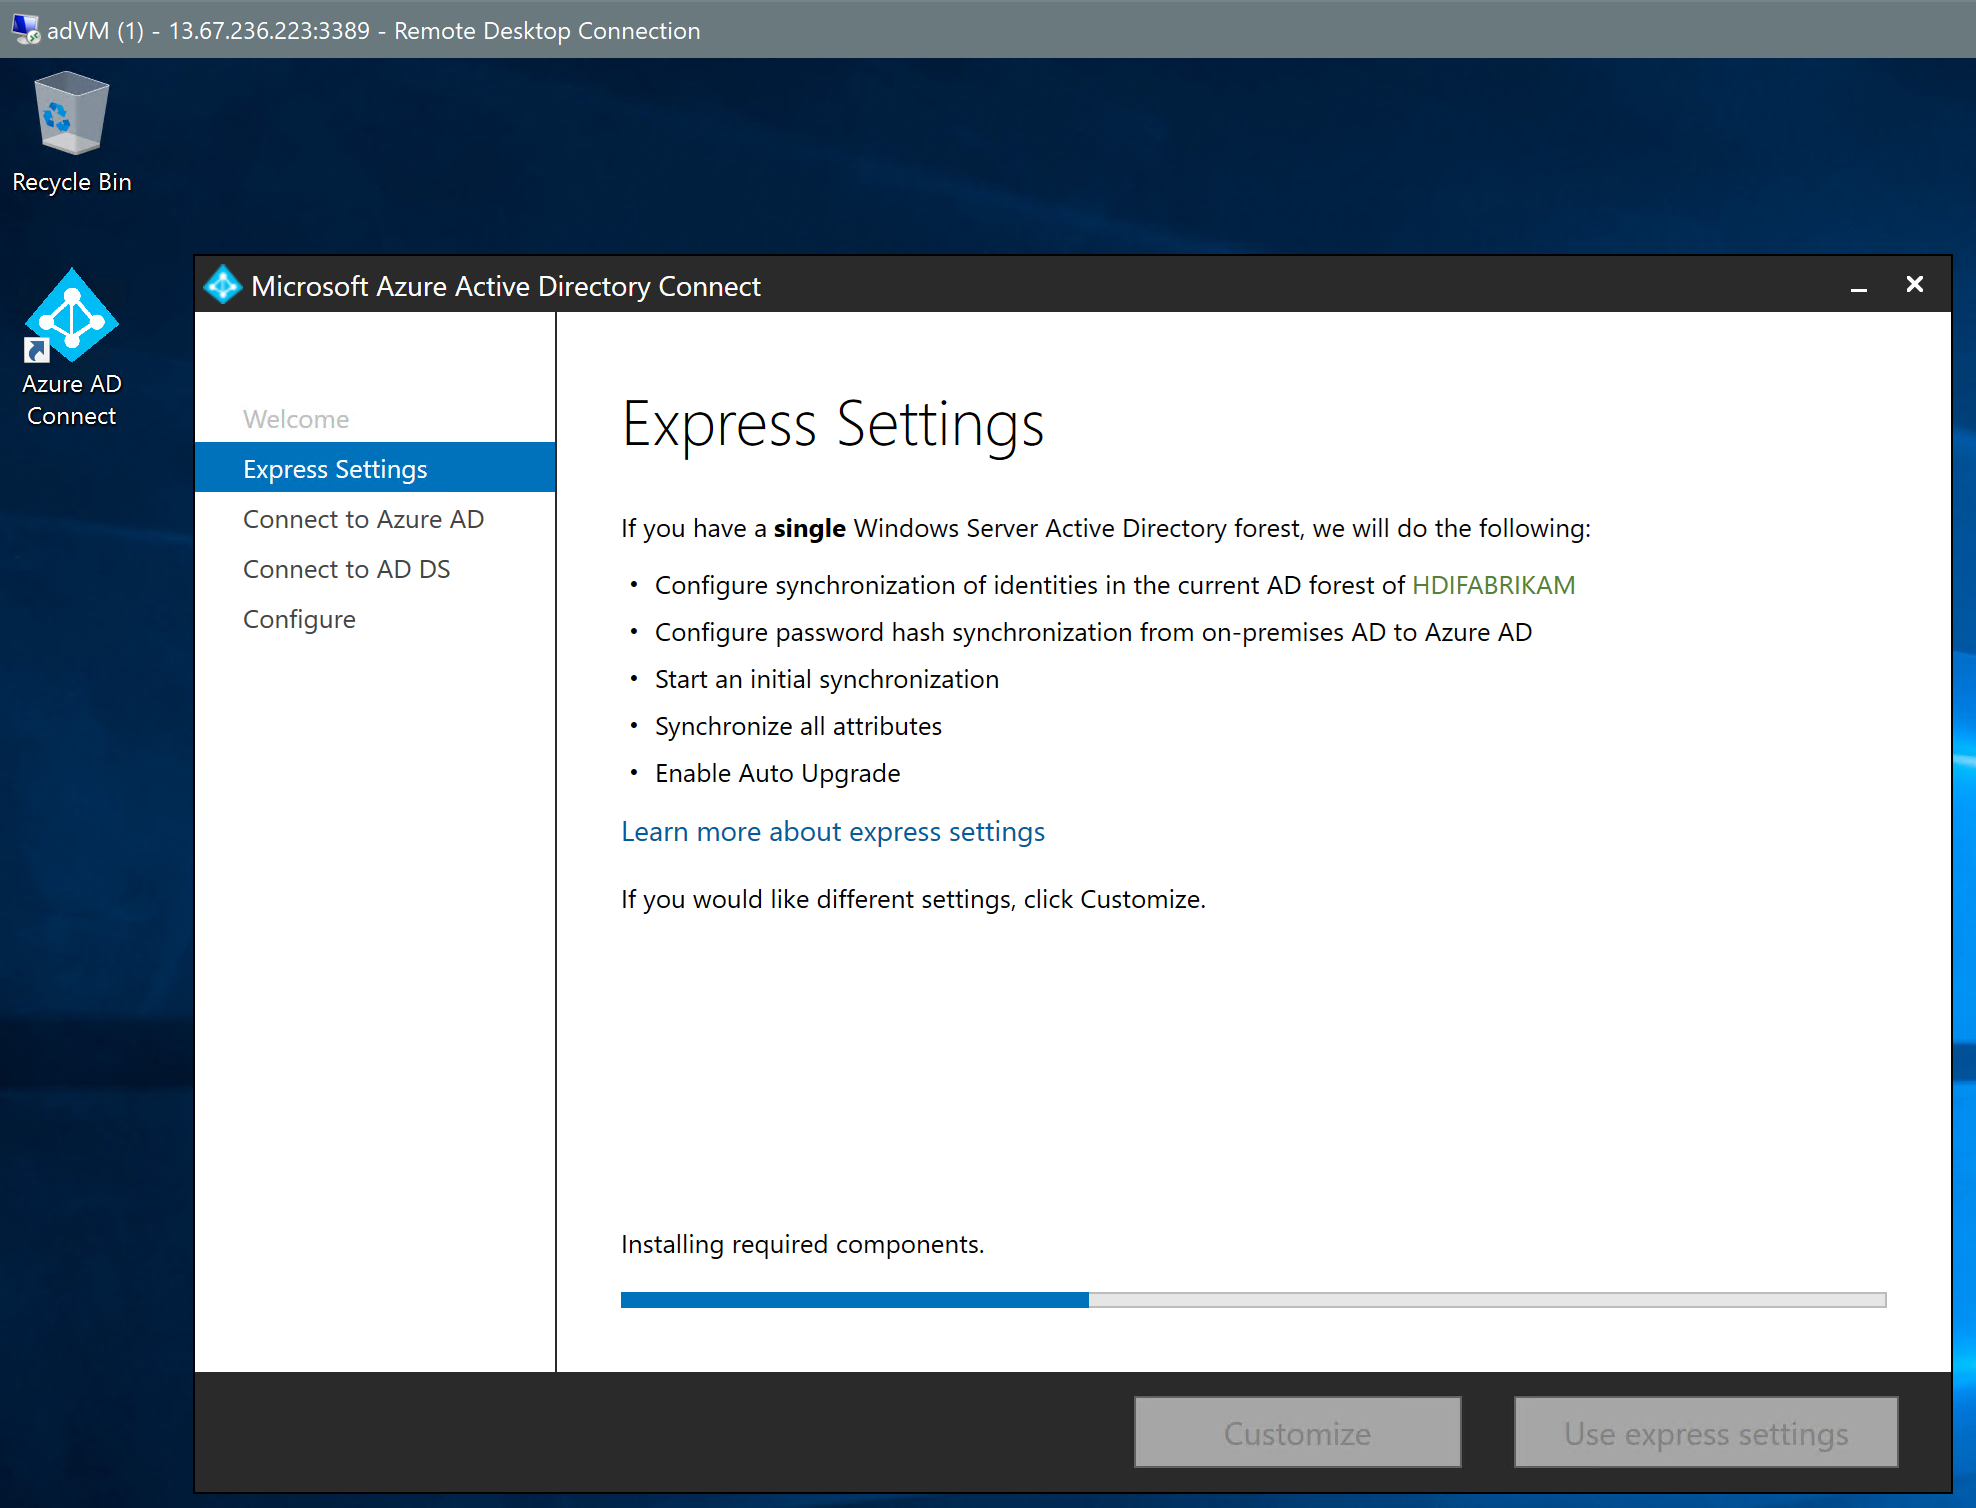 adVM (1) - 13.67.236.223:3389 - Remote Desktop Connection
Recycle Bin
Azure AD
Connect
Microsoft Azure Active Directory Connect
Welcome
Express Settings
Connect to Azure AD
Connect to AD DS
Configure
Express Settings
If you have a single Windows Server Active Directory forest, we will do the following:
• Configure synchronization of identities in the current AD forest of HDIFABRIKAM
• Configure password hash synchronization from on-premises AD to Azure AD
• Start an initial synchronization
• Synchronize all attributes
• Enable Auto Upgrade
Learn more about express settings
If you would like different settings, click Customize.
Installing required components.
Customize
Use express settings